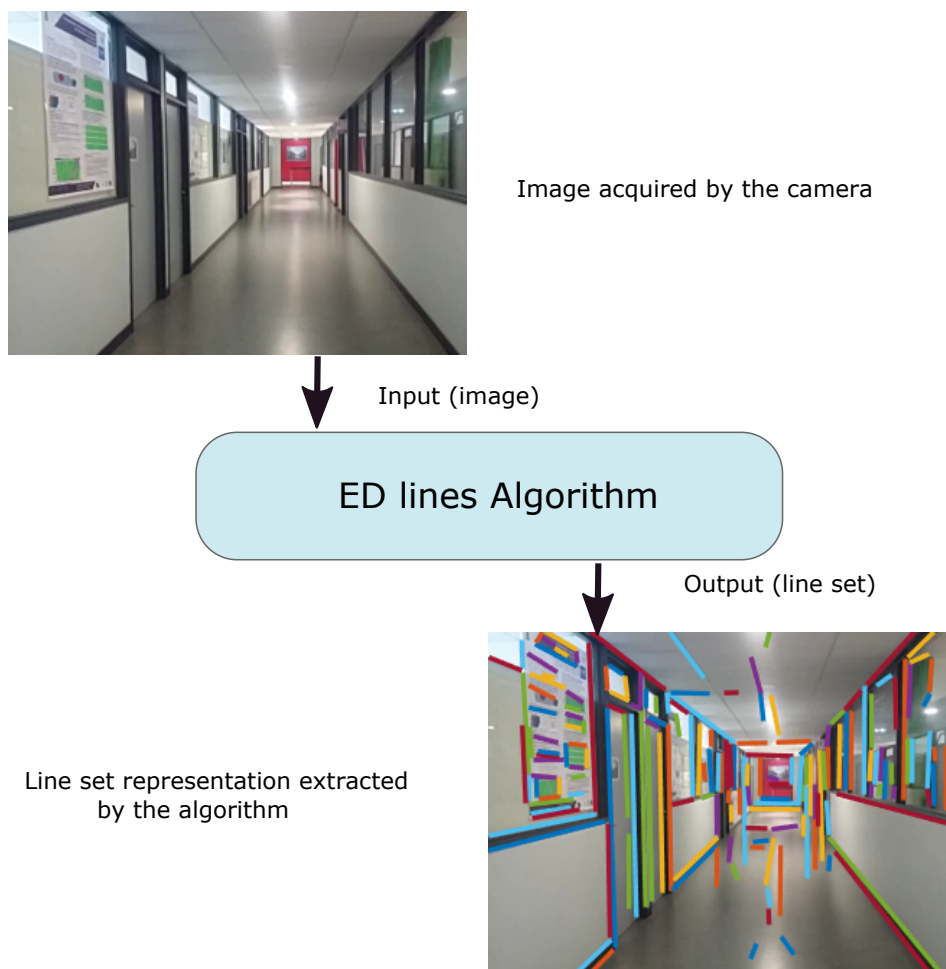 Image acquired by the camera
Input (image)
ED lines Algorithm
Output (line set)
Line set representation extracted
by the algorithm